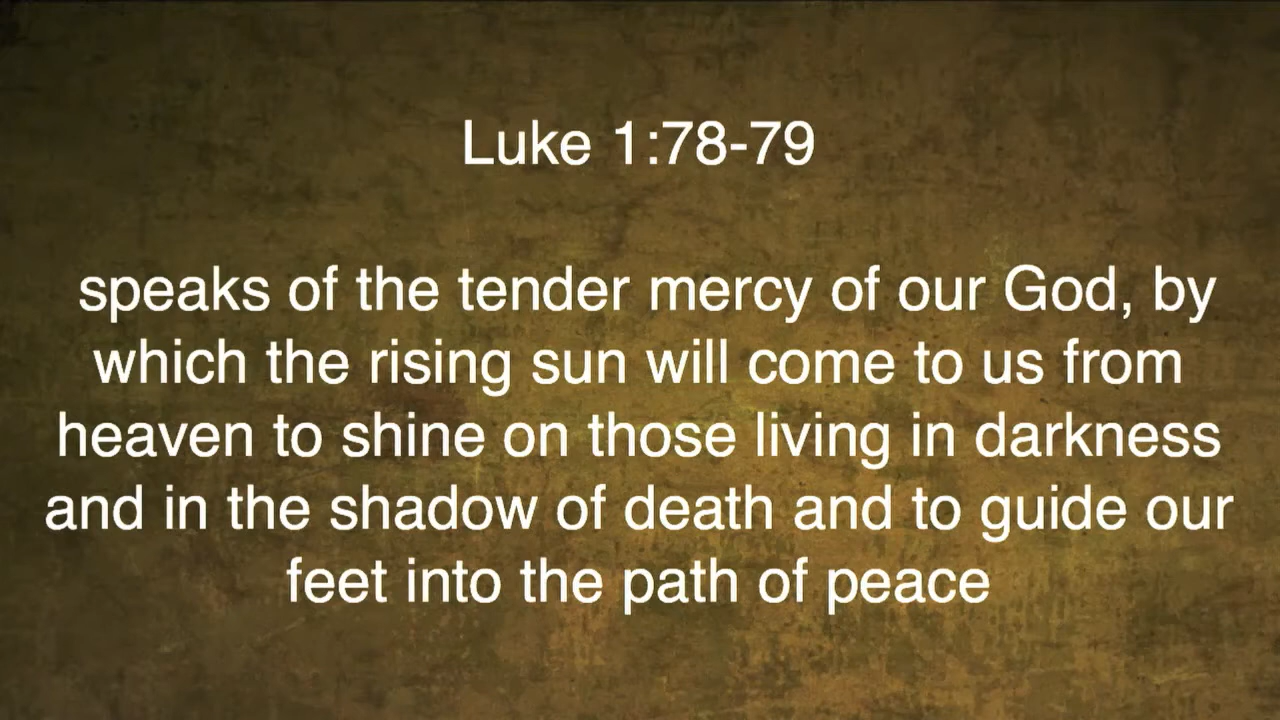 Luke 1:78-79
speaks of the tender mercy of our God, by
which the rising sun will come to us from
heaven to shine on those living in darkness
and in the shadow of death and to guide our
feet into the path of peace